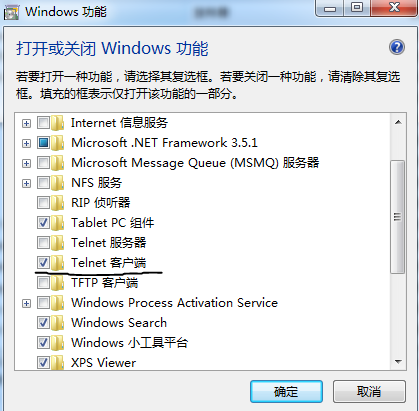 Windows 功能
打开或关闭 Windows 功能
若要打开一种功能，请选择其复选框。若要关闭一种功能，请清除其复选
框。填充的框表示仅打开该功能的一部分。
Internet 信息服务
Microsoft .NET Framework 3.5.1
Microsoft Message Queue (MSMQ) 服务器
NFS 服务
RIP 侦听器
Tablet PC 组件
Telnet 服务器
Telnet 客户端
TFTP 客户端
Windows Process Activation Service
Windows Search
Windows 小工具平台
XPS Viewer
确定
取消